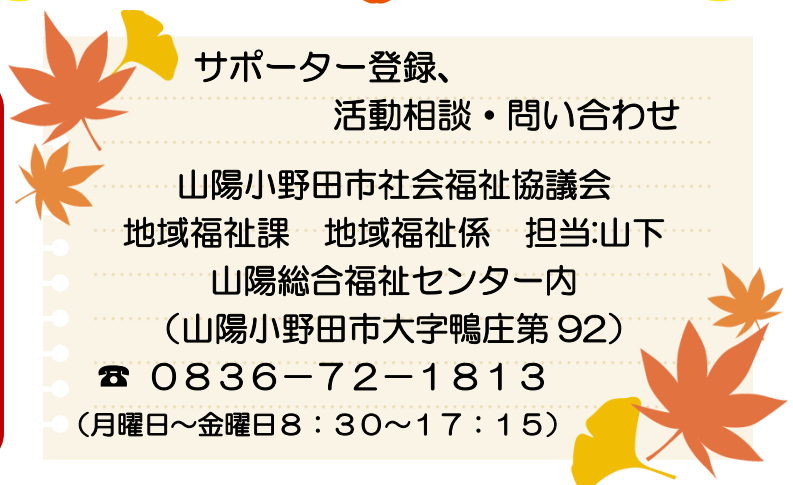 サポーター登録、
活動相談・問い合わせ
山陽小野田市社会福祉協議会
地域福祉課　地域福祉係　担当:山下
山陽総合福祉センター内
（山陽小野田市大字鴨庄第92）
☎ ０８３６－７２－１８１３
（月曜日～金曜日８：３０～１７：１５）